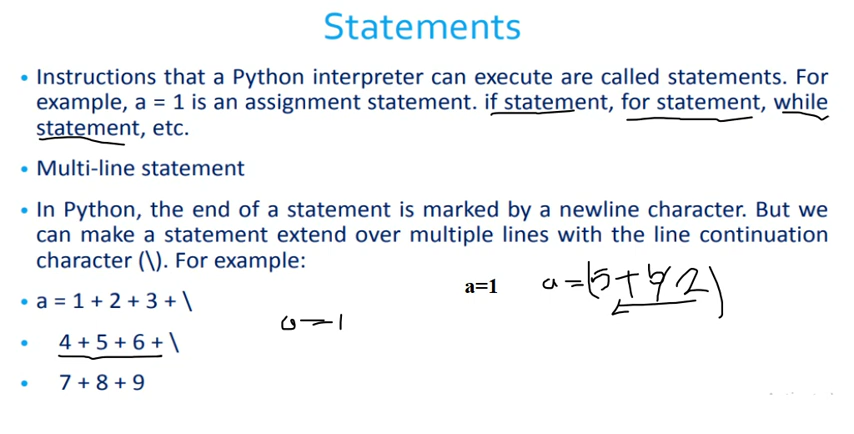 Statements
• Instructions that a Python interpreter can execute are called statements. For
example, a = 1 is an assignment statement. if statement, for statement, while
statement, etc.
• Multi-line statement
• In Python, the end of a statement is marked by a newline character. But we
can make a statement extend over multiple lines with the line continuation
character (\). For example:
a=1
• a = 1 + 2 + 3 + \
a=1
• 4 + 5 + 6 + \
• 7 + 8 + 9